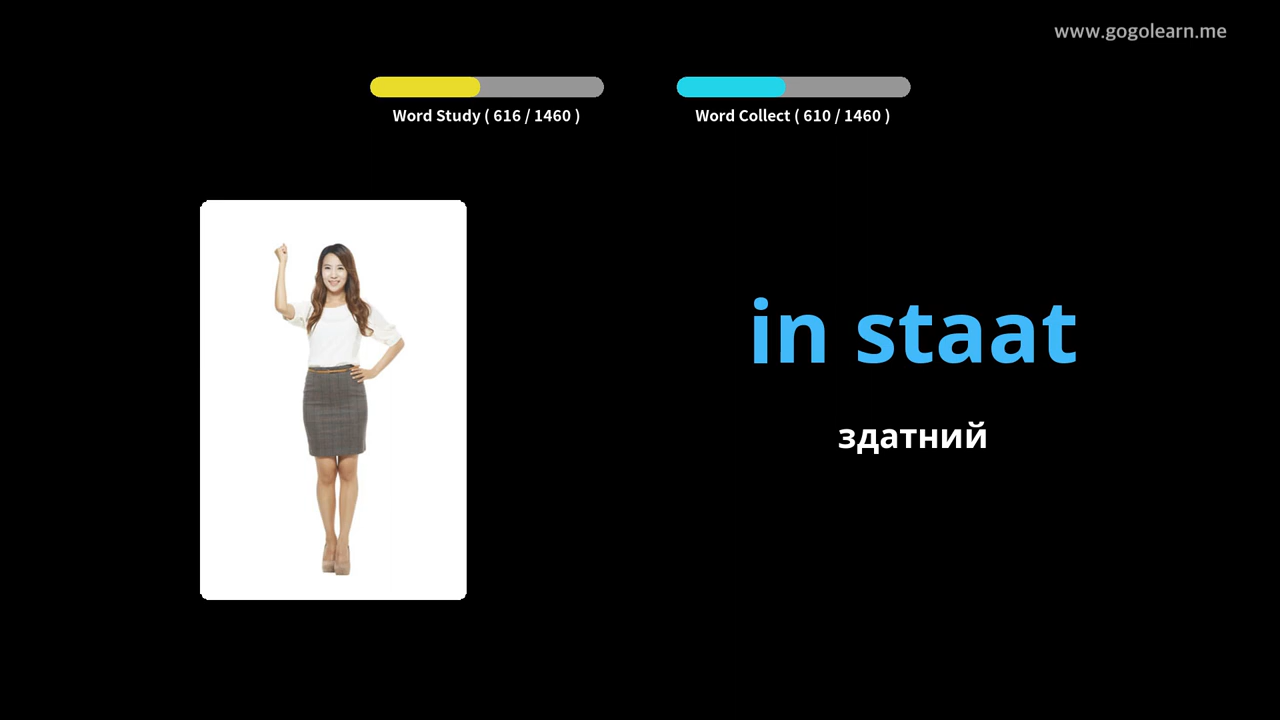 www.gogolearn.me
Word Study ( 616 / 1460 )
Word Collect ( 610 / 1460 )
in staat
здатний